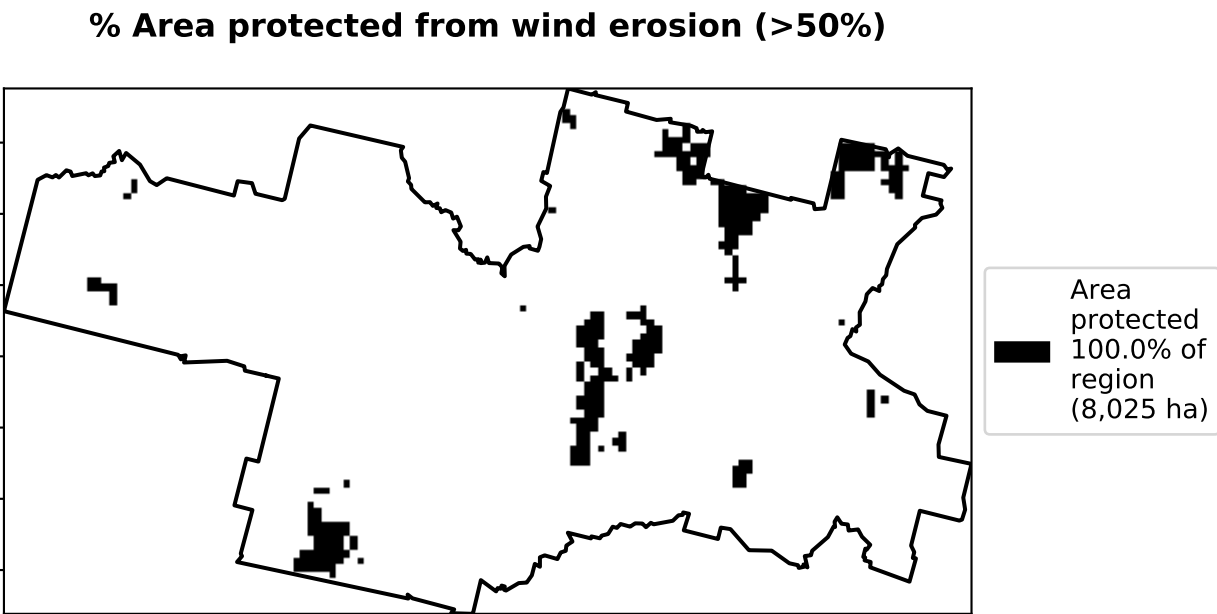 % Area protected from wind erosion (>50%)
Area
protected
100.0% of
region
(8,025 ha)